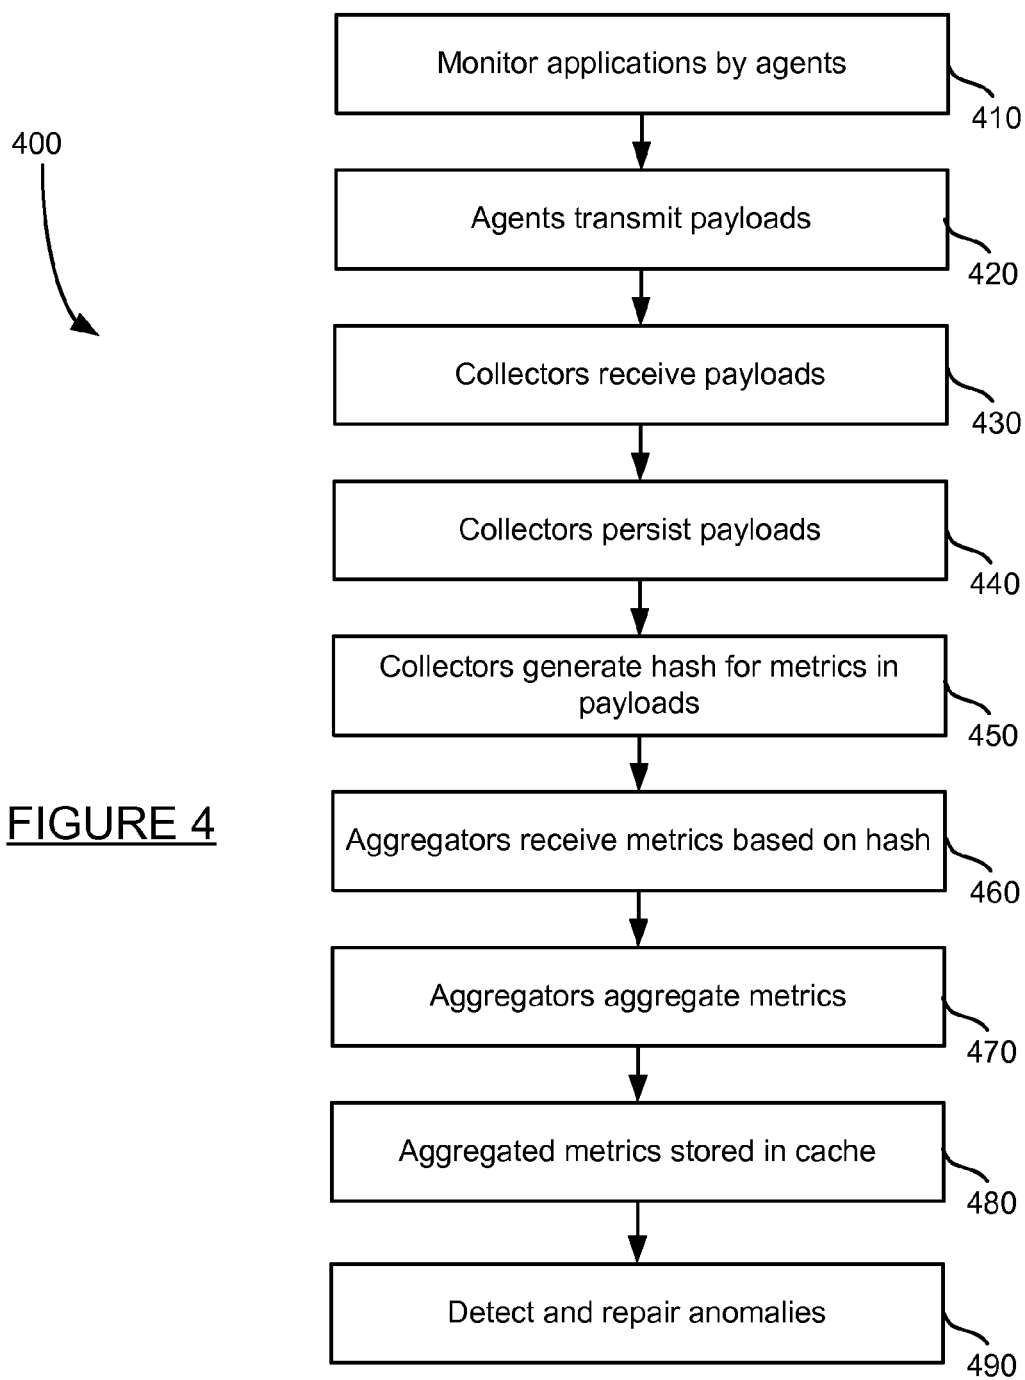 Monitor applications by agents
410
400
Agents transmit payloads
420
Collectors receive payloads
430
Collectors persist payloads
440
Collectors generate hash for metrics in
payloads
450
FIGURE 4
Aggregators receive metrics based on hash
460
Aggregators aggregate metrics
470
Aggregated metrics stored in cache
480
Detect and repair anomalies
490